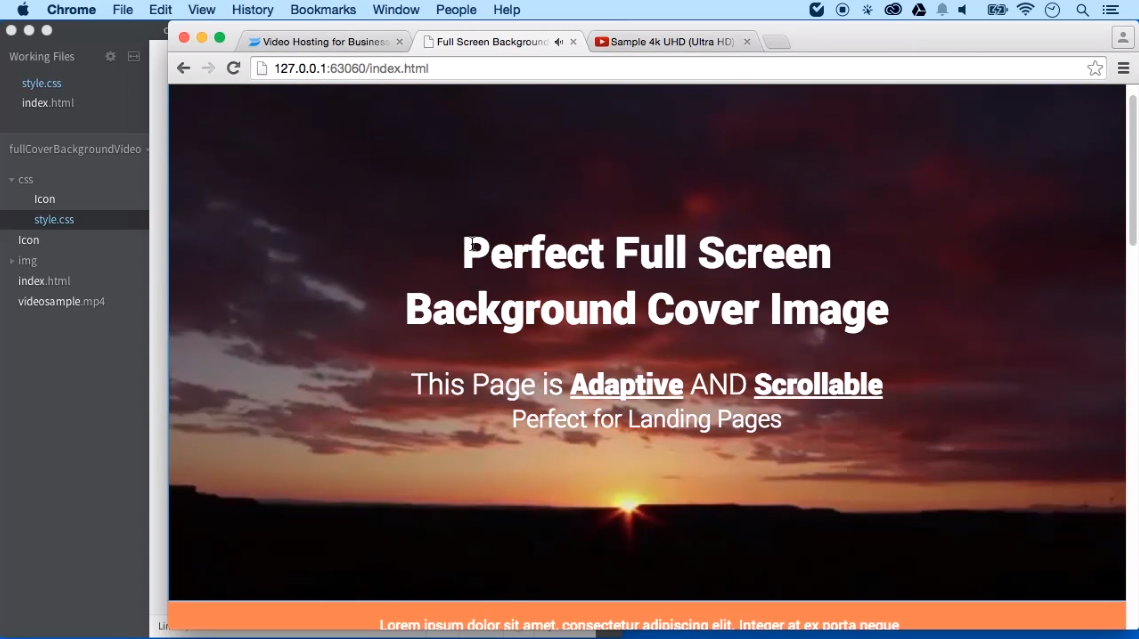 Chrome File Edit View History Bookmarks Window People Help
Working Files
style.css
index.html
fullCoverBackgroundVideo
css
Icon
style.css
Icon
img
index.html
videosample.mp4
Video Hosting for Business
Full Screen Background
Sample 4k UHD (Ultra HD)
127.0.0.1:63060/index.html
Perfect Full Screen
Background Cover Image
This Page is Adaptive AND Scrollable
Perfect for Landing Pages
Lorem ipsum dolor sit amet, consectetur adipiscing elit. Integer at ex porta neque